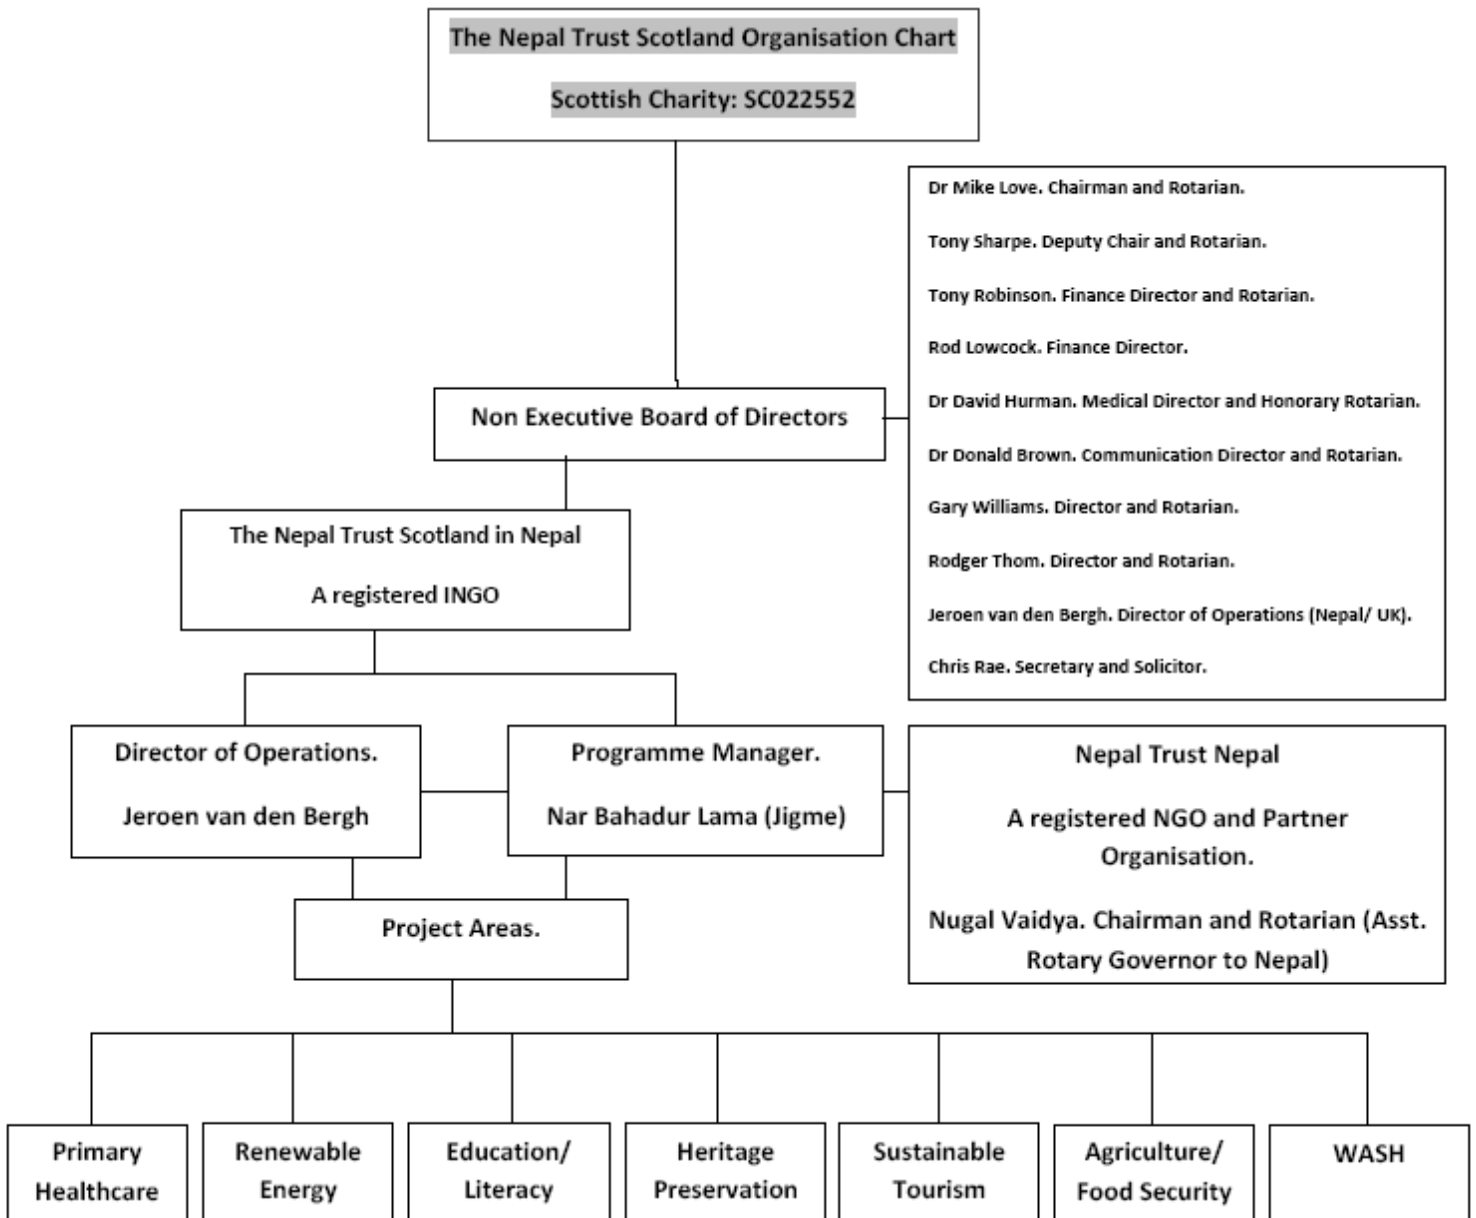 The Nepal Trust Scotland Organisation Chart
Scottish Charity: SC022552
Dr Mike Love. Chairman and Rotarian.
Tony Sharpe. Deputy Chair and Rotarian.
Tony Robinson. Finance Director and Rotarian.
Rod Lowcock. Finance Director.
Dr David Hurman. Medical Director and Honorary Rotarian.
Dr Donald Brown. Communication Director and Rotarian.
Gary Williams. Director and Rotarian.
Rodger Thom. Director and Rotarian.
Jeroen van den Bergh. Director of Operations (Nepal/ UK).
Chris Rae. Secretary and Solicitor.
Non Executive Board of Directors
The Nepal Trust Scotland in Nepal
A registered INGO
Director of Operations.
Jeroen van den Bergh
Programme Manager.
Nar Bahadur Lama (Jigme)
Nepal Trust Nepal
A registered NGO and Partner
Organisation.
Nugal Vaidya. Chairman and Rotarian (Asst.
Rotary Governor to Nepal)
Project Areas.
Primary
Healthcare
Renewable
Energy
Education/
Literacy
Heritage
Preservation
Sustainable
Tourism
Agriculture/
Food Security
WASH